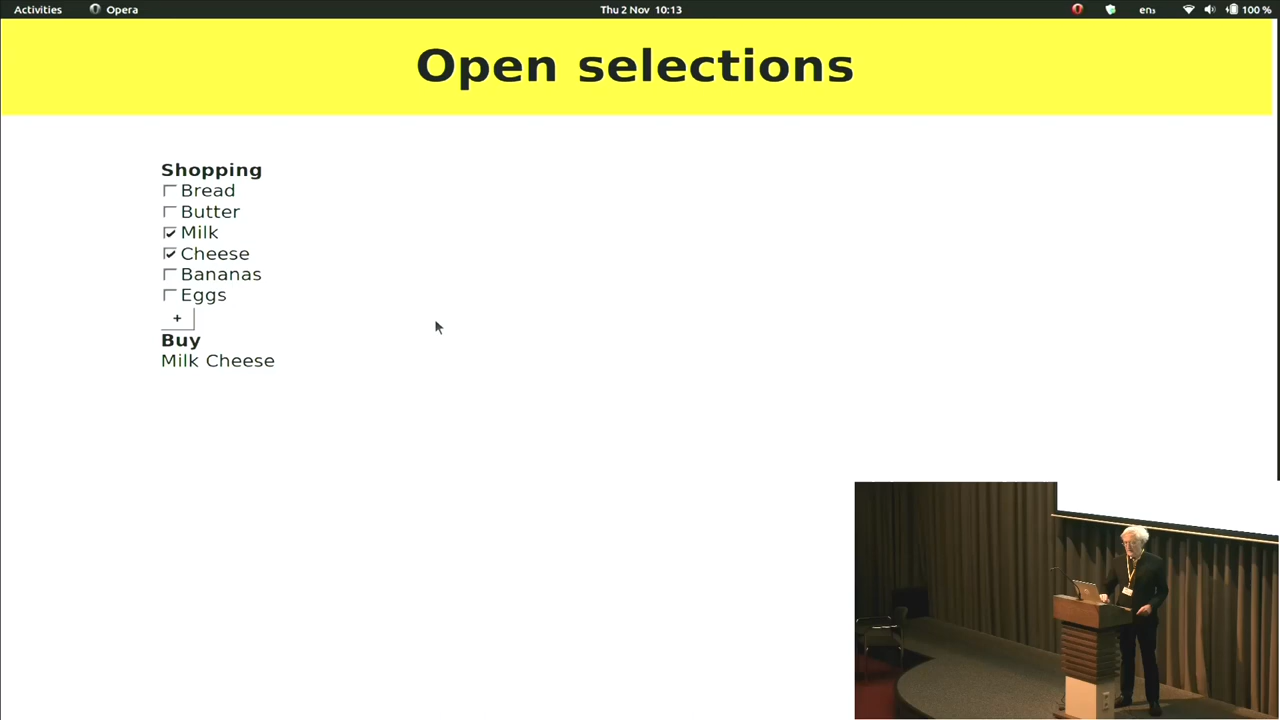 Activities Opera Thu 2 Nov 10:13 en₃ 100 %
Open selections
Shopping
Bread
Butter
Milk
Cheese
Bananas
Eggs
+
Buy
Milk Cheese